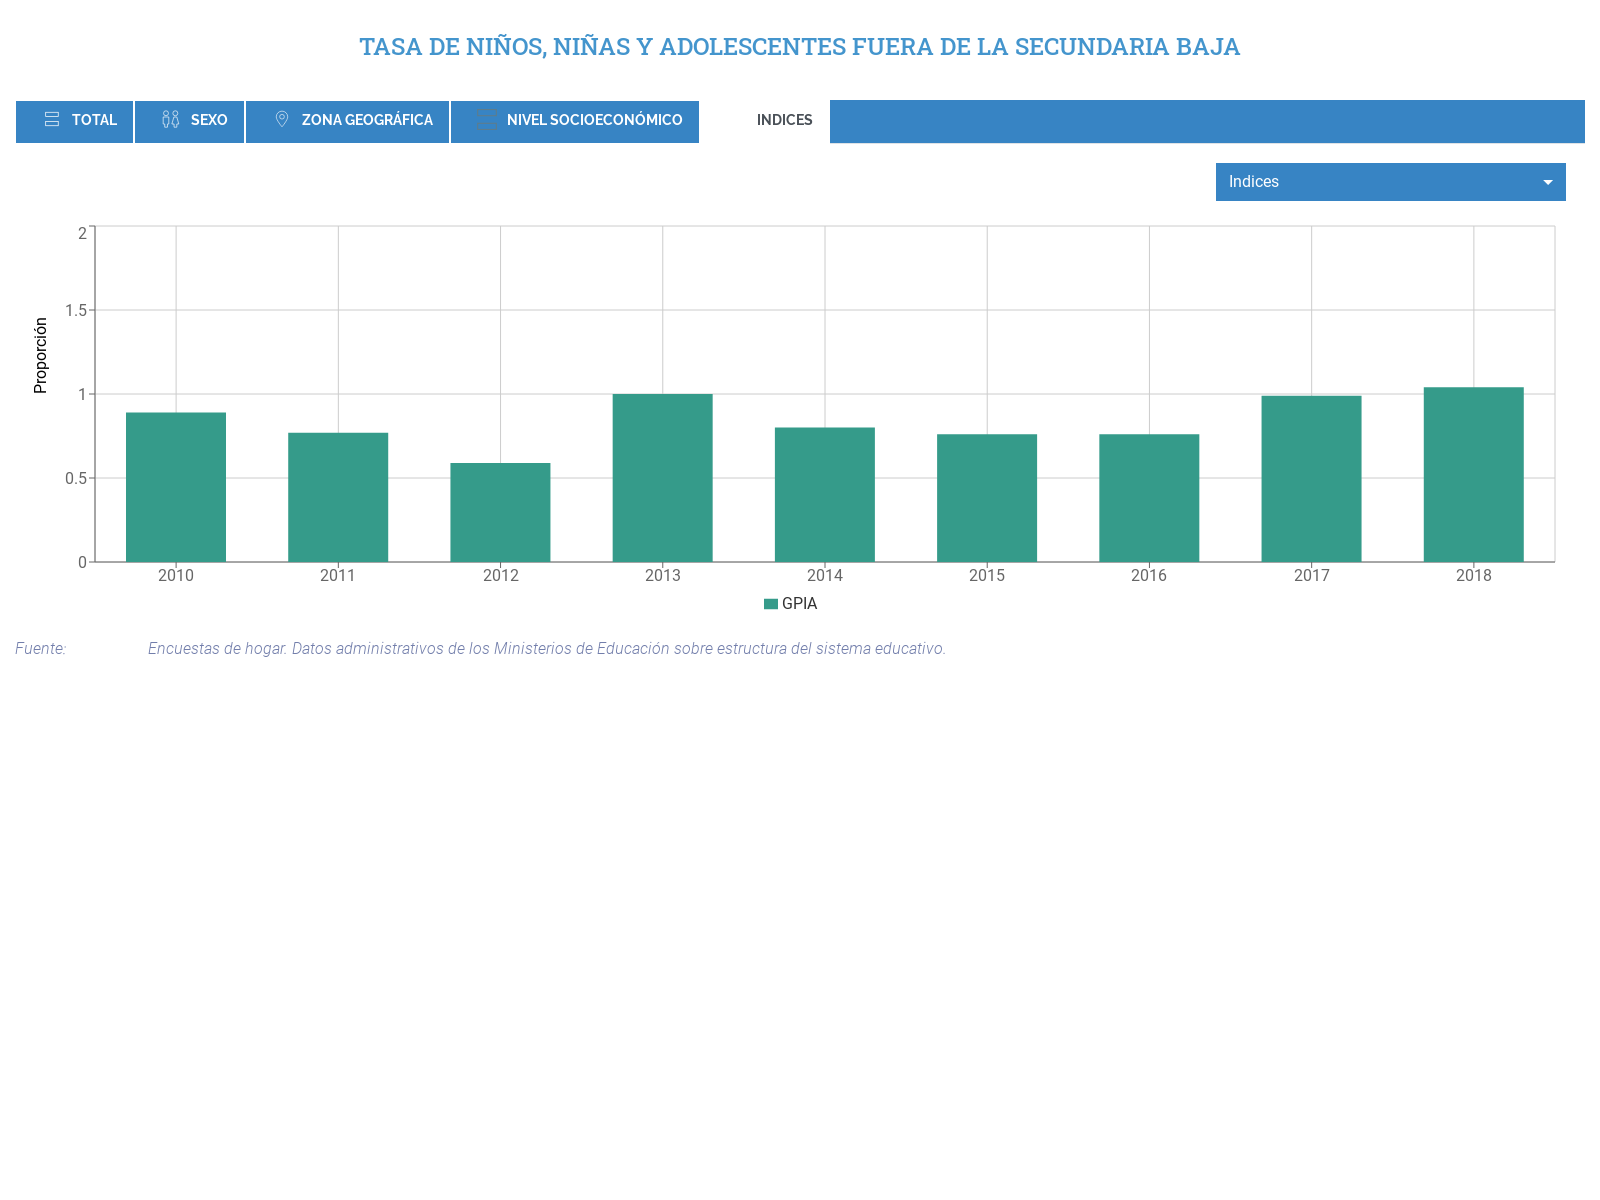 TASA DE NIÑOS, NIÑAS Y ADOLESCENTES FUERA DE LA SECUNDARIA BAJA
TOTAL SEXO ZONA GEOGRÁFICA NIVEL SOCIOECONÓMICO INDICES
Indices
2
1.5
1
0.5
0
Proporción
2010 2011 2012 2013 2014 2015 2016 2017 2018
GPIA
Fuente: Encuestas de hogar. Datos administrativos de los Ministerios de Educación sobre estructura del sistema educativo.